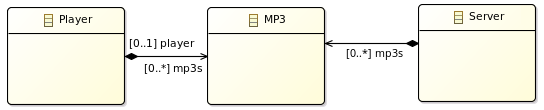 Player
MP3
Server
[0..1] player
[0..*] mp3s
[0..*] mp3s